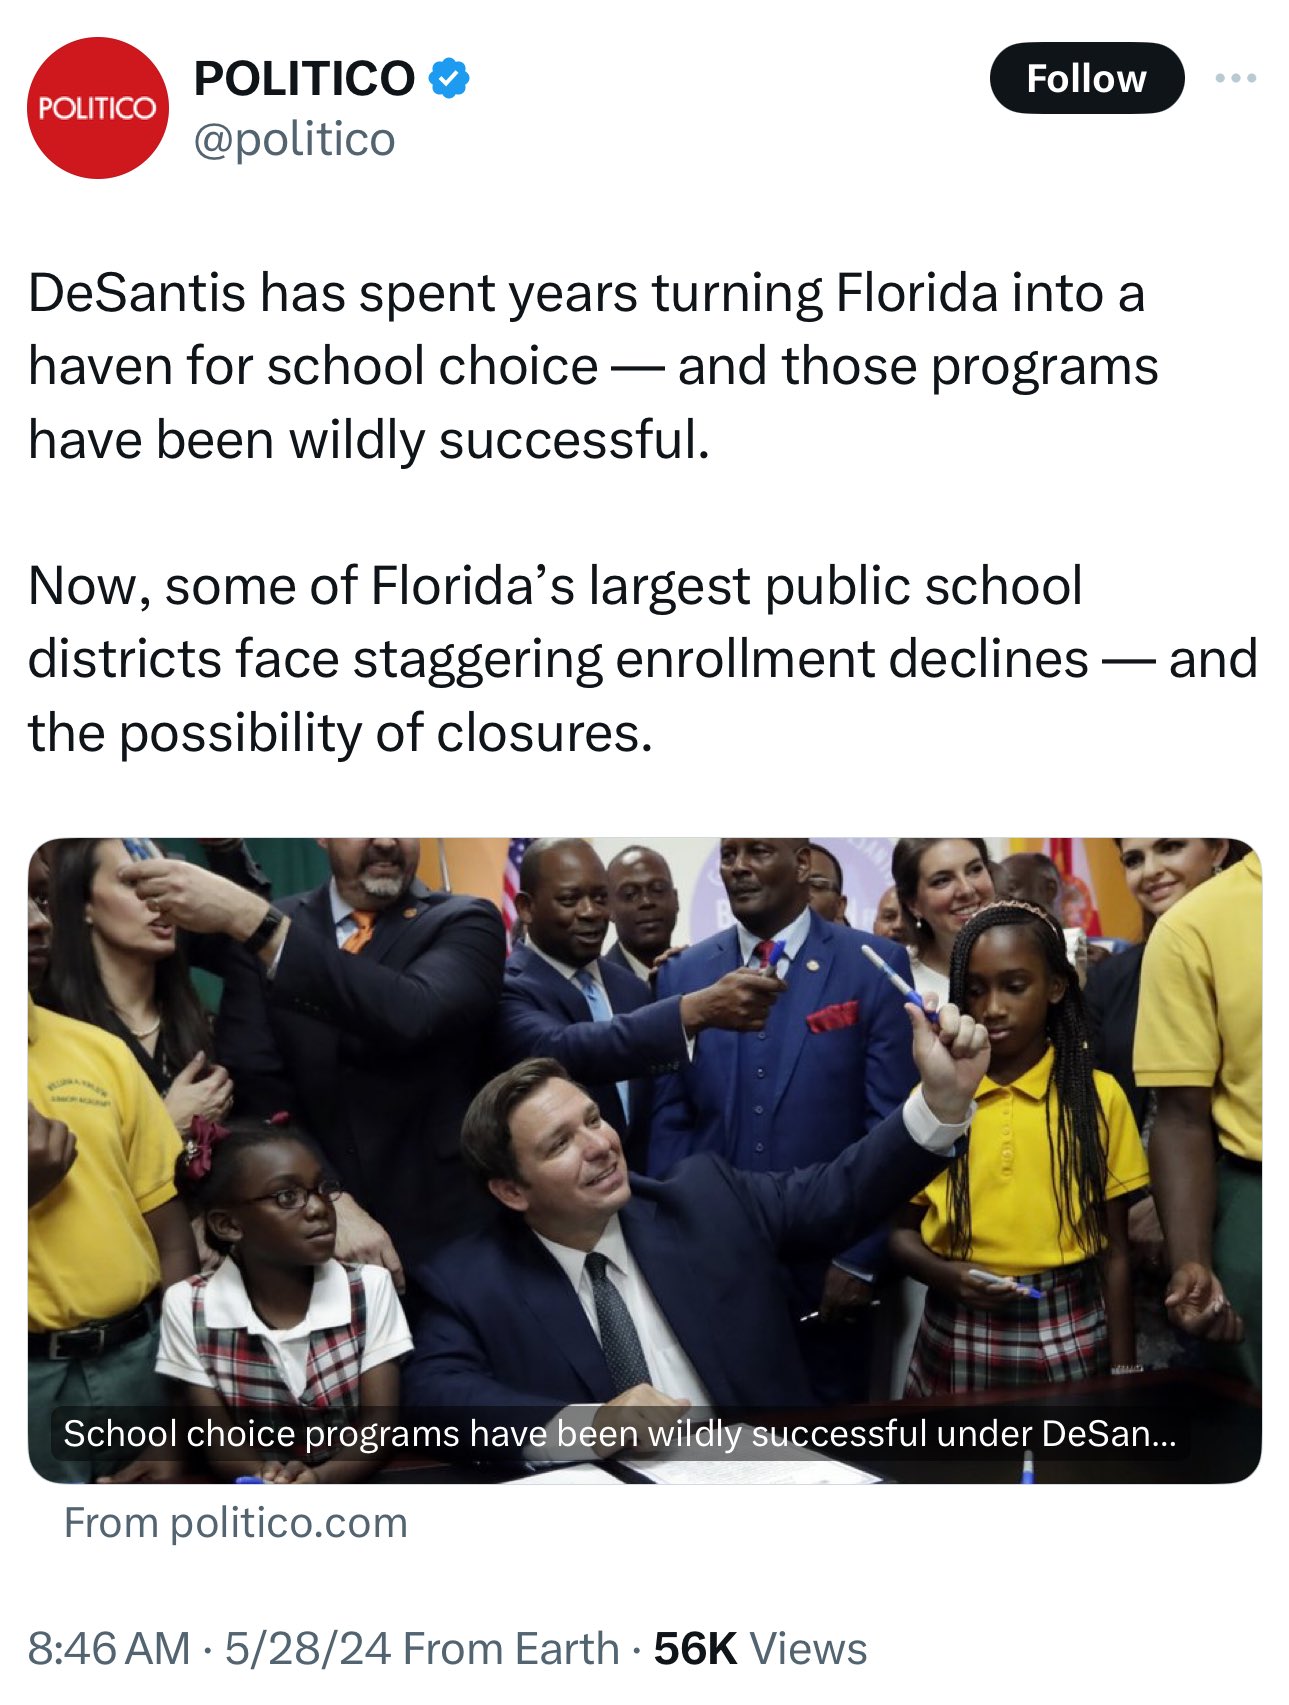 POLITICO
POLITICO
@politico
Follow
DeSantis has spent years turning Florida into a
haven for school choice — and those programs
have been wildly successful.
Now, some of Florida’s largest public school
districts face staggering enrollment declines — and
the possibility of closures.
School choice programs have been wildly successful under DeSan...
From politico.com
8:46 AM · 5/28/24 From Earth · 56K Views